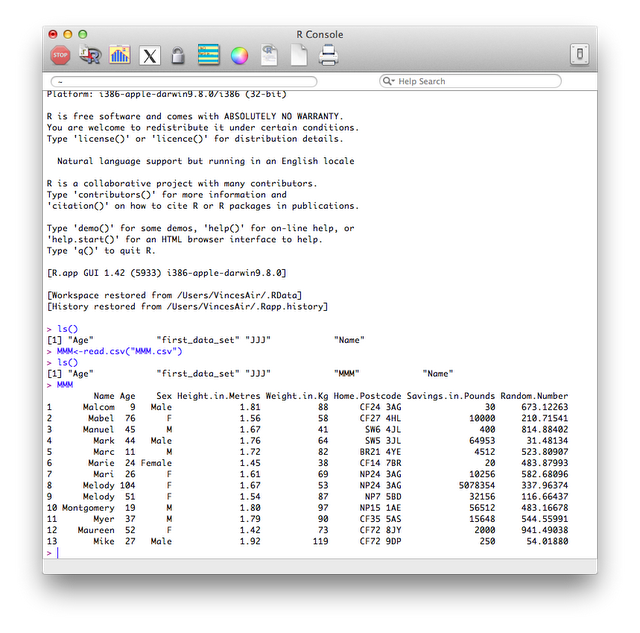 R Console
STOP
R
X
~
Help Search
Platform: i386-apple-darwin9.8.0/i386 (32-bit)
R is free software and comes with ABSOLUTELY NO WARRANTY.
You are welcome to redistribute it under certain conditions.
Type 'license()' or 'licence()' for distribution details.
Natural language support but running in an English locale
R is a collaborative project with many contributors.
Type 'contributors()' for more information and
'citation()' on how to cite R or R packages in publications.
Type 'demo()' for some demos, 'help()' for on-line help, or
'help.start()' for an HTML browser interface to help.
Type 'q()' to quit R.
[R.app GUI 1.42 (5933) i386-apple-darwin9.8.0]
[Workspace restored from /Users/VincesAir/.RData]
[History restored from /Users/VincesAir/.Rapp.history]
> ls()
[1] "Age" "first_data_set" "JJJ" "Name"
> MMM<-read.csv("MMM.csv")
> ls()
[1] "Age" "first_data_set" "JJJ" "MMM" "Name"
> MMM
Name Age Sex Height.in.Metres Weight.in.Kg Home.Postcode Savings.in.Pounds Random.Number
1 Malcom 9 Male 1.81 88 CF24 3AG 30 673.12263
2 Mabel 76 F 1.56 58 CF27 4HL 10000 210.71541
3 Manuel 45 M 1.67 41 SW6 4JL 400 814.88402
4 Mark 44 Male 1.76 64 SW5 3JL 64953 31.48134
5 Marc 11 M 1.72 82 BR21 4YE 4512 523.80907
6 Marie 24 Female 1.45 38 CF14 7BR 20 483.87993
7 Mari 26 F 1.61 69 NP24 3AG 10256 582.68096
8 Melody 104 F 1.67 53 NP24 3AG 5078354 337.96374
9 Melody 51 F 1.54 87 NP7 5BD 32156 116.66437
10 Montgomery 19 M 1.80 97 NP15 1AE 56512 483.16678
11 Myer 37 M 1.79 90 CF35 5AS 15648 544.55991
12 Maureen 52 F 1.42 73 CF72 8JY 2000 941.49038
13 Mike 27 Male 1.92 119 CF72 9DP 250 54.01880
>